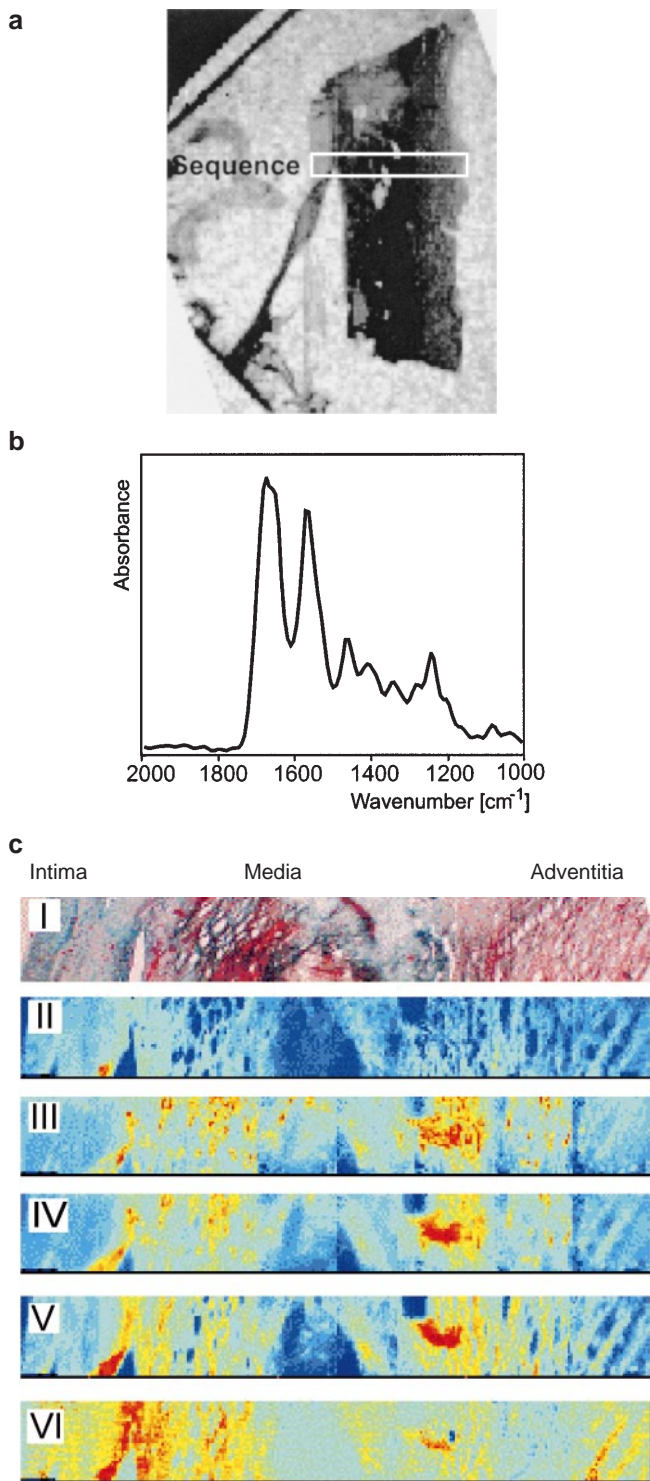 a
Sequence
b
Absorbance
2000 1800 1600 1400 1200 1000
Wavenumber [cm-1]
c
Intima Media Adventitia
I
II
III
IV
V
VI